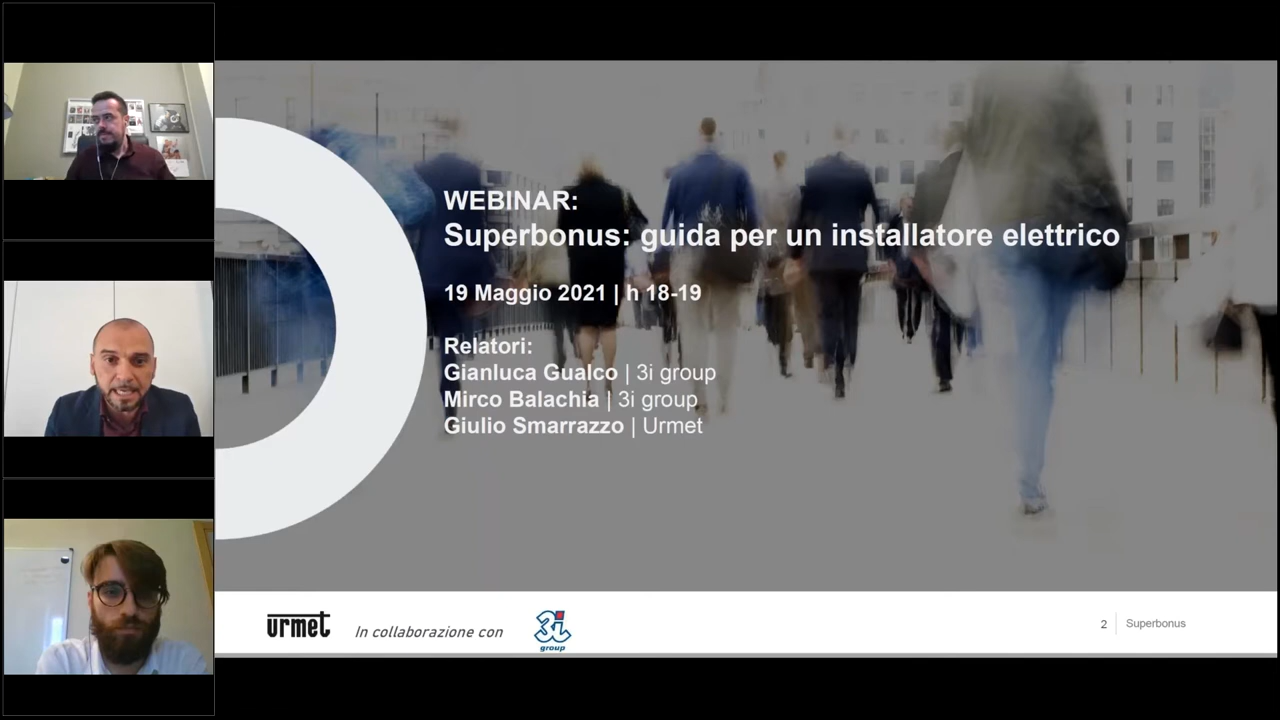 WEBINAR:
Superbonus: guida per un installatore elettrico
19 Maggio 2021 | h 18-19
Relatori:
Gianluca Gualco | 3i group
Mirco Balachia | 3i group
Giulio Smarrazzo | Urmet
urmet
In collaborazione con
3i
group
2
Superbonus